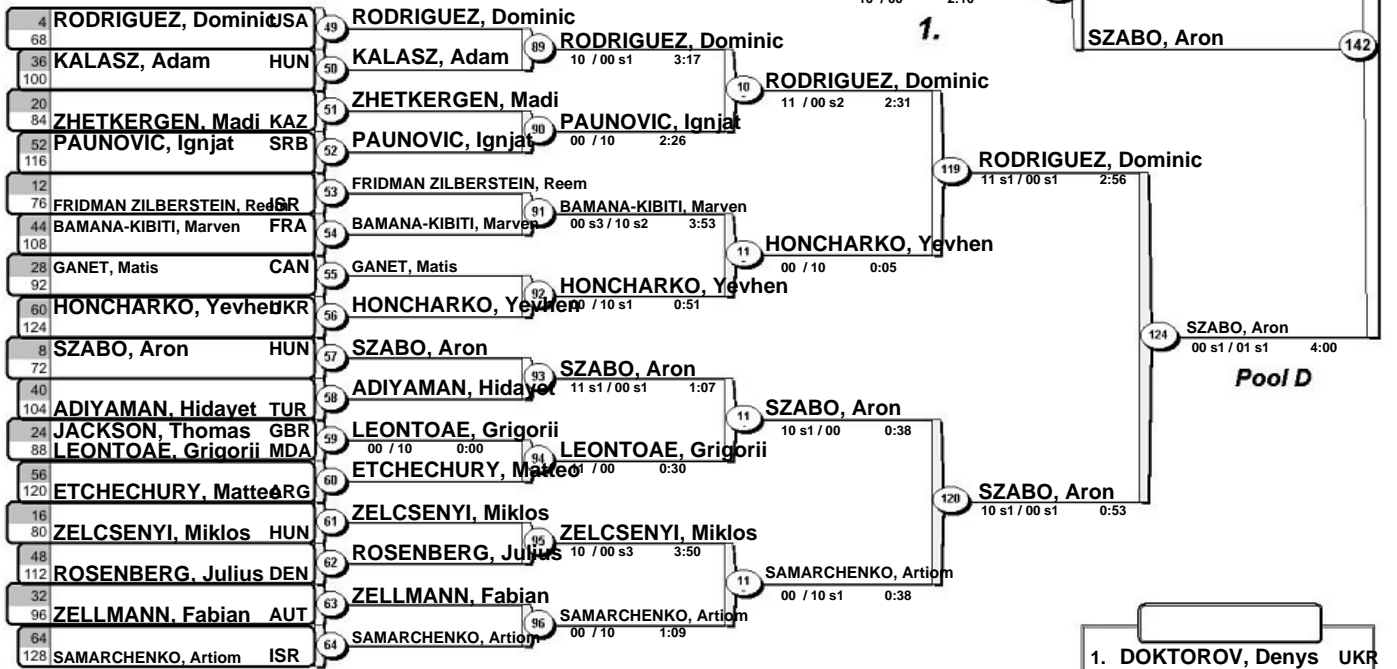 4 RODRIGUEZ, Dominic USA
68
36 KALASZ, Adam HUN
100
20
84 ZHETKERGEN, Madi KAZ
52 PAUNOVIC, Ignjat SRB
116
12
76 FRIDMAN ZILBERSTEIN, Reem ISR
44 BAMANA-KIBITI, Marven FRA
108
28 GANET, Matis CAN
92
60 HONCHARKO, Yevhen UKR
124
8 SZABO, Aron HUN
72
40
104 ADIYAMAN, Hidayet TUR
24 JACKSON, Thomas GBR
88 LEONTOAE, Grigorii MDA
56
120 ETCHECHURY, Matteo ARG
16
80 ZELCSENYI, Miklos HUN
48
112 ROSENBERG, Julius DEN
32
96 ZELLMANN, Fabian AUT
64
128 SAMARCHENKO, Artiom ISR
49 RODRIGUEZ, Dominic
50 KALASZ, Adam
51 ZHETKERGEN, Madi
52 PAUNOVIC, Ignjat
53 FRIDMAN ZILBERSTEIN, Reem
54 BAMANA-KIBITI, Marven
55 GANET, Matis
56 HONCHARKO, Yevhen
57 SZABO, Aron
58 ADIYAMAN, Hidayet
59 LEONTOAE, Grigorii
00 / 10 0:00
60 ETCHECHURY, Matteo
61 ZELCSENYI, Miklos
62 ROSENBERG, Julius
63 ZELLMANN, Fabian
64 SAMARCHENKO, Artiom
89 RODRIGUEZ, Dominic
10 / 00 s1 3:17
90 PAUNOVIC, Ignjat
00 / 10 2:26
91 BAMANA-KIBITI, Marven
00 s3 / 10 s2 3:53
92 HONCHARKO, Yevhen
00 / 10 s1 0:51
93 SZABO, Aron
11 s1 / 00 s1 1:07
94 LEONTOAE, Grigorii
11 / 00 0:30
95 ZELCSENYI, Miklos
10 / 00 s3 3:50
96 SAMARCHENKO, Artiom
00 / 10 1:09
10 RODRIGUEZ, Dominic
11 / 00 s2 2:31
11 HONCHARKO, Yevhen
00 / 10 0:05
11 SZABO, Aron
10 s1 / 00 0:38
11 SAMARCHENKO, Artiom
00 / 10 s1 0:38
1.
119 RODRIGUEZ, Dominic
11 s1 / 00 s1 2:56
120 SZABO, Aron
10 s1 / 00 s1 0:53
124 SZABO, Aron
00 s1 / 01 s1 4:00
Pool D
SZABO, Aron
142
1. DOKTOROV, Denys UKR